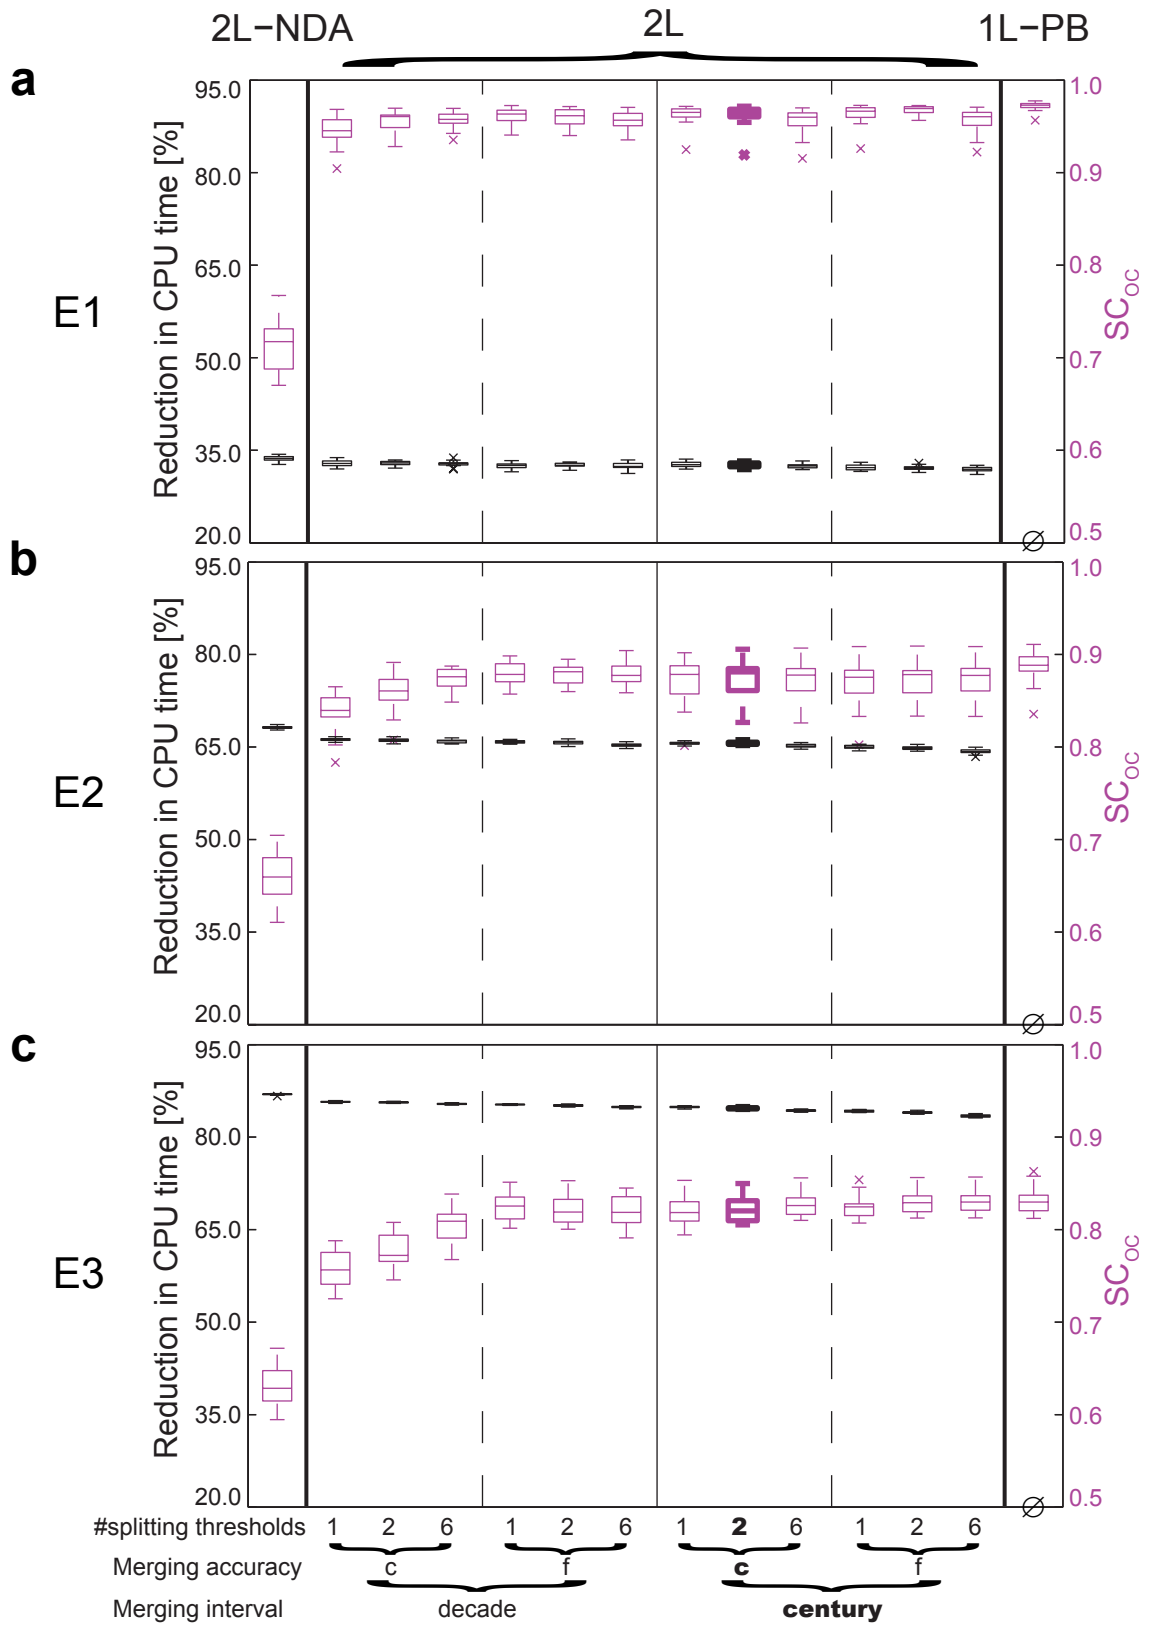 2L−NDA 2L 1L−PB
a
E1
Reduction in CPU time [%]
95.0
80.0
65.0
50.0
35.0
20.0
1.0
0.9
0.8
0.7
0.6
0.5
SCOC
b
E2
Reduction in CPU time [%]
95.0
80.0
65.0
50.0
35.0
20.0
1.0
0.9
0.8
0.7
0.6
0.5
SCOC
c
E3
Reduction in CPU time [%]
95.0
80.0
65.0
50.0
35.0
20.0
1.0
0.9
0.8
0.7
0.6
0.5
SCOC
#splitting thresholds 1 2 6 1 2 6 1 2 6 1 2 6
Merging accuracy c f c f
Merging interval decade century